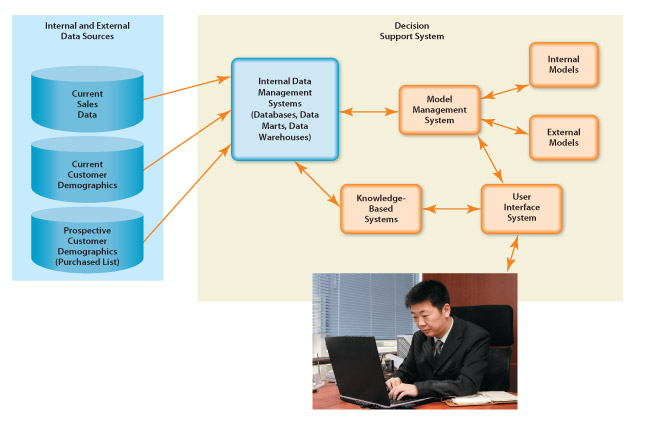 Internal and External
Data Sources
Current
Sales
Data
Current
Customer
Demographics
Prospective
Customer
Demographics
(Purchased List)
Decision
Support System
Internal Data
Management
Systems
(Databases, Data
Marts, Data
Warehouses)
Model
Management
System
Internal
Models
External
Models
Knowledge-
Based
Systems
User
Interface
System